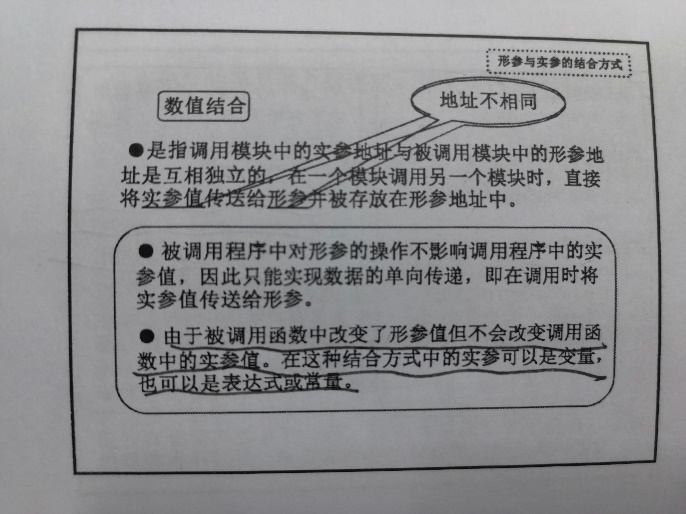 形参与实参的结合方式
数值结合
地址不相同
●是指调用模块中的实参地址与被调用模块中的形参地
址是互相独立的。在一个模块调用另一个模块时，直接
将实参值传送给形参并被存放在形参地址中。
●被调用程序中对形参的操作不影响调用程序中的实
参值，因此只能实现数据的单向传递，即在调用时将
实参值传送给形参。
●由于被调用函数中改变了形参值但不会改变调用函
数中的实参值。在这种结合方式中的实参可以是变量，
也可以是表达式或常量。